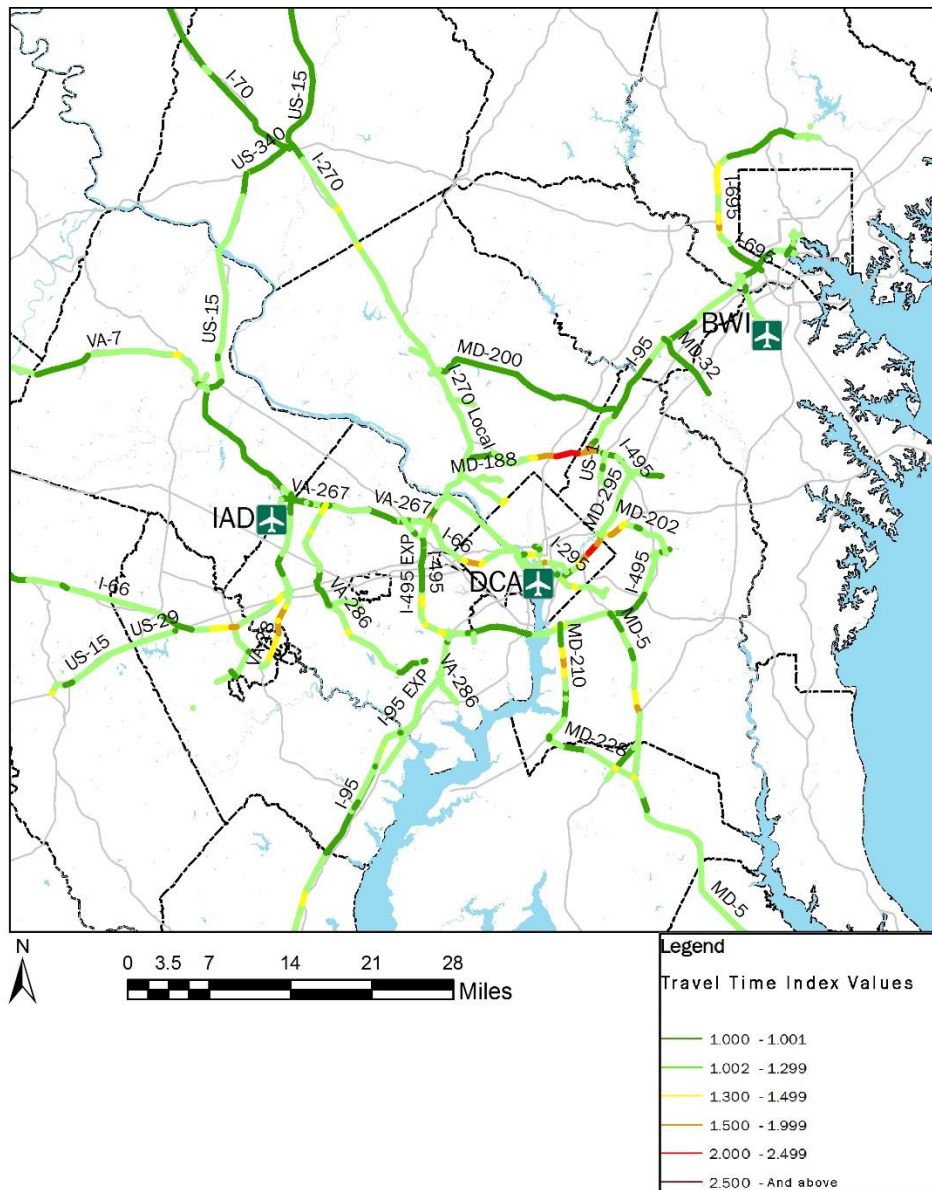 I-70
US-15
US-340
I-270
I-695
I-695
BWI
US-15
VA-7
MD-200
I-95
MD-32
I-270 Local
MD-188
US-1
I-495
VA-267
VA-267
IAD
MD-295
MD-202
I-66
I-295
DCA
I-495 EXP
I-495
I-495
I-66
US-29
US-15
VA-286
MD-5
MD-210
VA-286
I-95 EXP
MD-228
I-95
MD-5
N
0 3.5 7 14 21 28
Miles
Legend
Travel Time Index Values
1.000 - 1.001
1.002 - 1.299
1.300 - 1.499
1.500 - 1.999
2.000 - 2.499
2.500 - And above